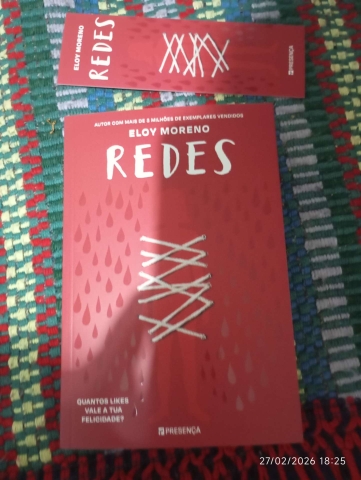 ELOY MORENO
REDES
PRESENÇA
AUTOR COM MAIS DE 3 MILHÕES DE EXEMPLARES VENDIDOS
ELOY MORENO
REDES
QUANTOS LIKES
VALE A TUA
FELICIDADE?
PRESENÇA
27/02/2026 18:25